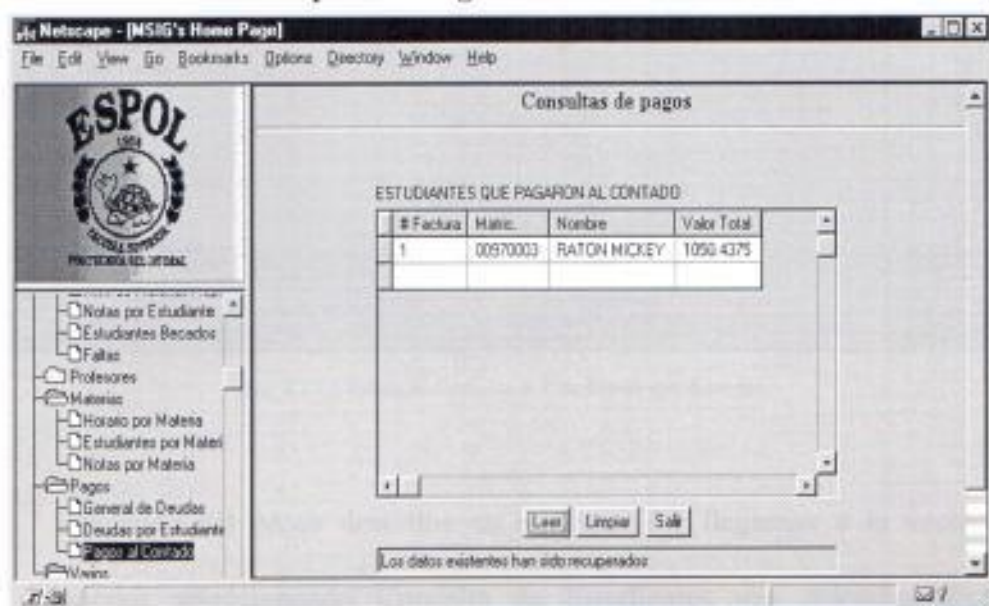 Netscape - [MSIG's Home Page]
File Edit View Go Bookmarks Options Directory Window Help
ESPOL
Consultas de pagos
ESTUDIANTES QUE PAGARON AL CONTADO
# Factura Matric. Nombre Valor Total
1 00970003 RATON MICKEY 1050.4375
Notas por Estudiante
Estudiantes Becados
Faltas
Profesores
Materias
Horario por Materia
Estudiantes por Materi
Notas por Materia
Pagos
General de Deudas
Deudas por Estudiante
Pagos al Contado
Varios
Leer Limpiar Salir
Los datos existentes han sido recuperados